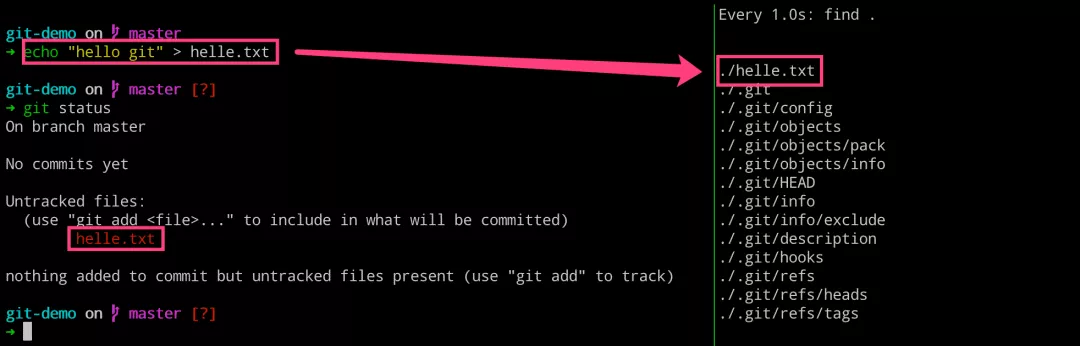 git-demo on master
➜ echo "hello git" > helle.txt
git-demo on master [?]
➜ git status
On branch master
No commits yet
Untracked files:
(use "git add <file>..." to include in what will be committed)
helle.txt
nothing added to commit but untracked files present (use "git add" to track)
git-demo on master [?]
➜
Every 1.0s: find .
.
./helle.txt
./.git
./.git/config
./.git/objects
./.git/objects/pack
./.git/objects/info
./.git/HEAD
./.git/info
./.git/info/exclude
./.git/description
./.git/hooks
./.git/refs
./.git/refs/heads
./.git/refs/tags